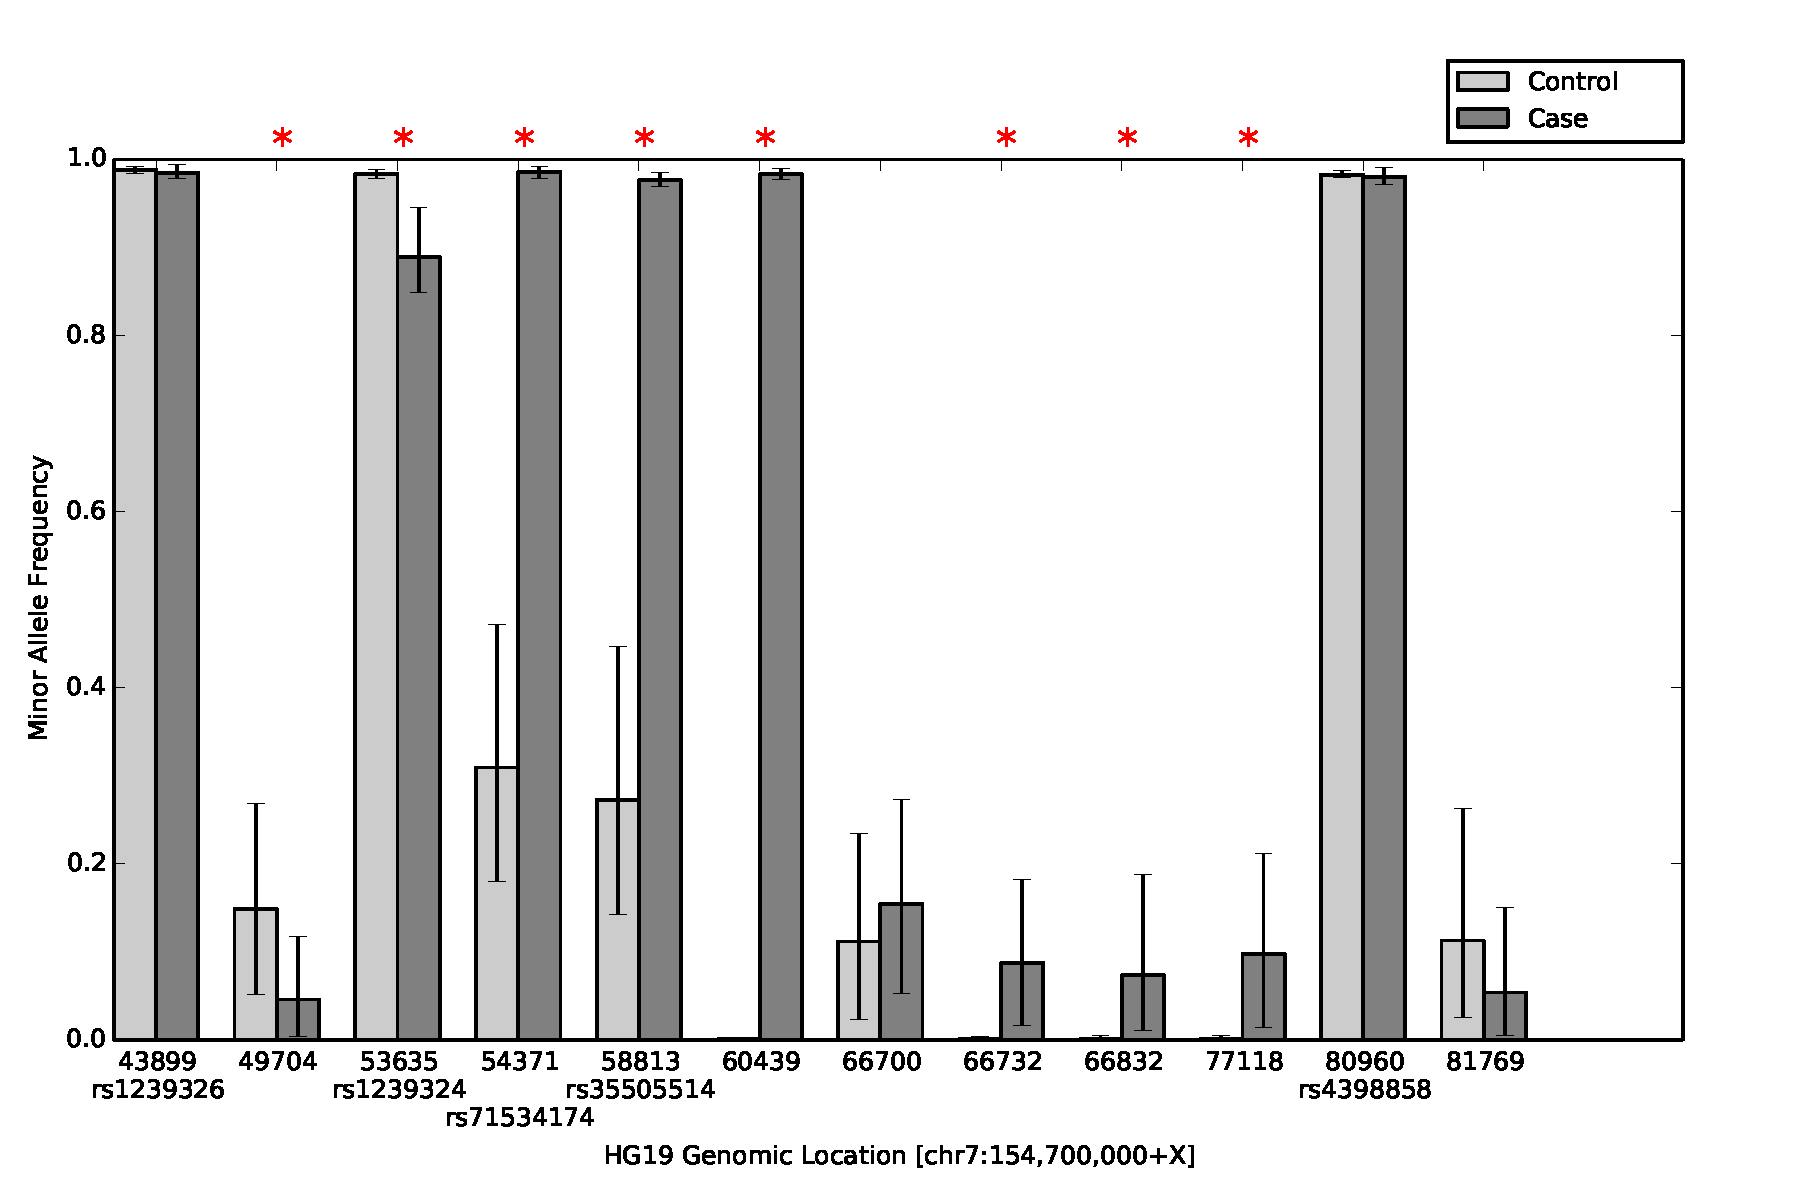 Control
Case
* * * * * * * *
1.0
0.8
0.6
0.4
0.2
0.0
Minor Allele Frequency
43899 49704 53635 54371 58813 60439 66700 66732 66832 77118 80960 81769
rs1239326 rs1239324 rs35505514 rs4398858
rs71534174
HG19 Genomic Location [chr7:154,700,000+X]